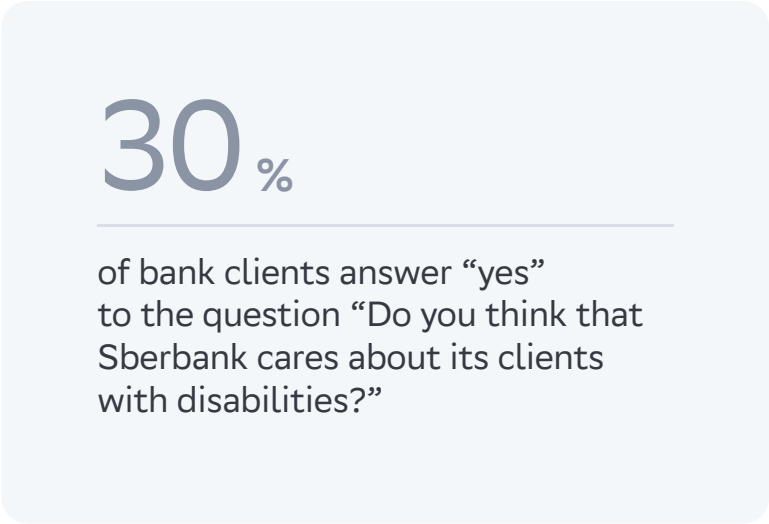 30 %
of bank clients answer “yes”
to the question “Do you think that
Sberbank cares about its clients
with disabilities?”